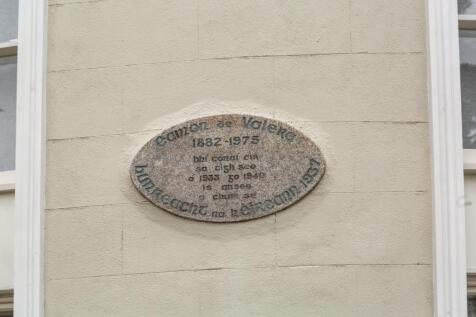 eamon de Valera
1882-1975
bhí cónaí air
sa tigh seo
ó 1933 go 1940
is anseo
a chum sé
bunreacht na héireann 1937